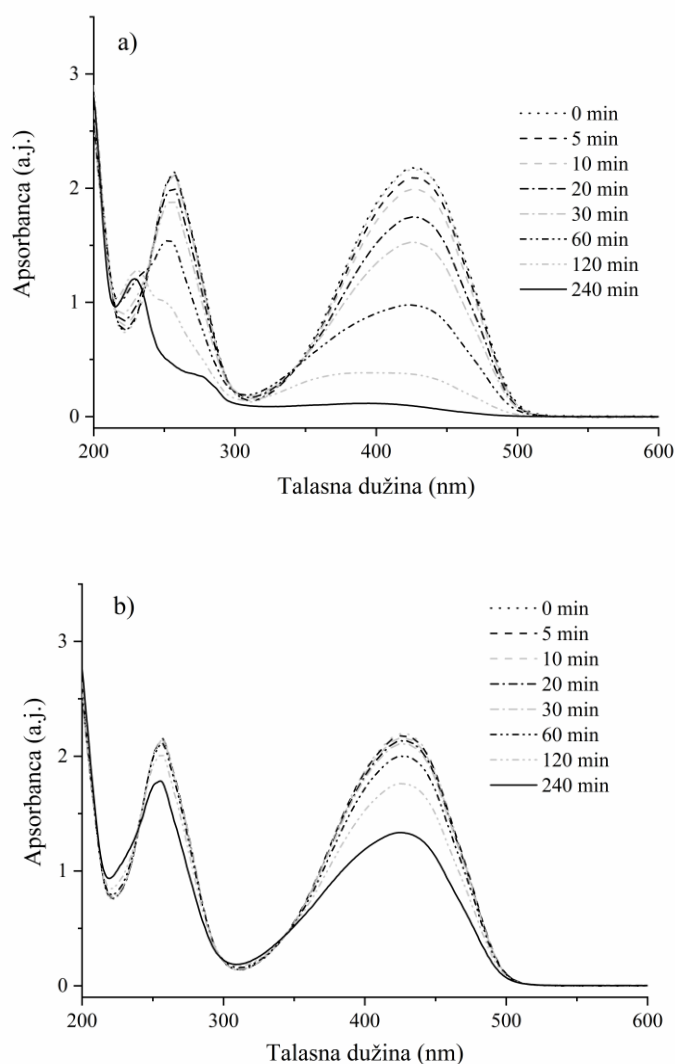 a)
3
2
1
0
Apsorbanca (a.j.)
0 min
5 min
10 min
20 min
30 min
60 min
120 min
240 min
200 300 400 500 600
Talasna dužina (nm)
b)
3
2
1
0
Apsorbanca (a.j.)
0 min
5 min
10 min
20 min
30 min
60 min
120 min
240 min
200 300 400 500 600
Talasna dužina (nm)